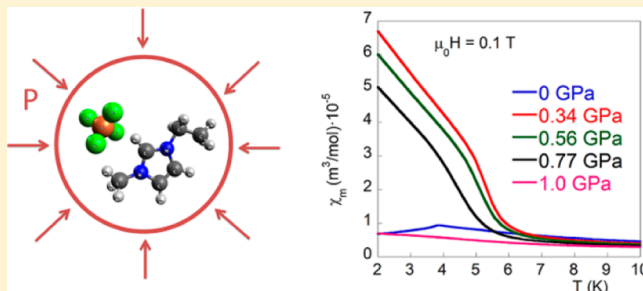 P
μ₀H = 0.1 T
0 GPa
0.34 GPa
0.56 GPa
0.77 GPa
1.0 GPa
χₘ (m³/mol)·10⁻⁵
7
6
5
4
3
2
1
0
2 3 4 5 6 7 8 9 10
T (K)